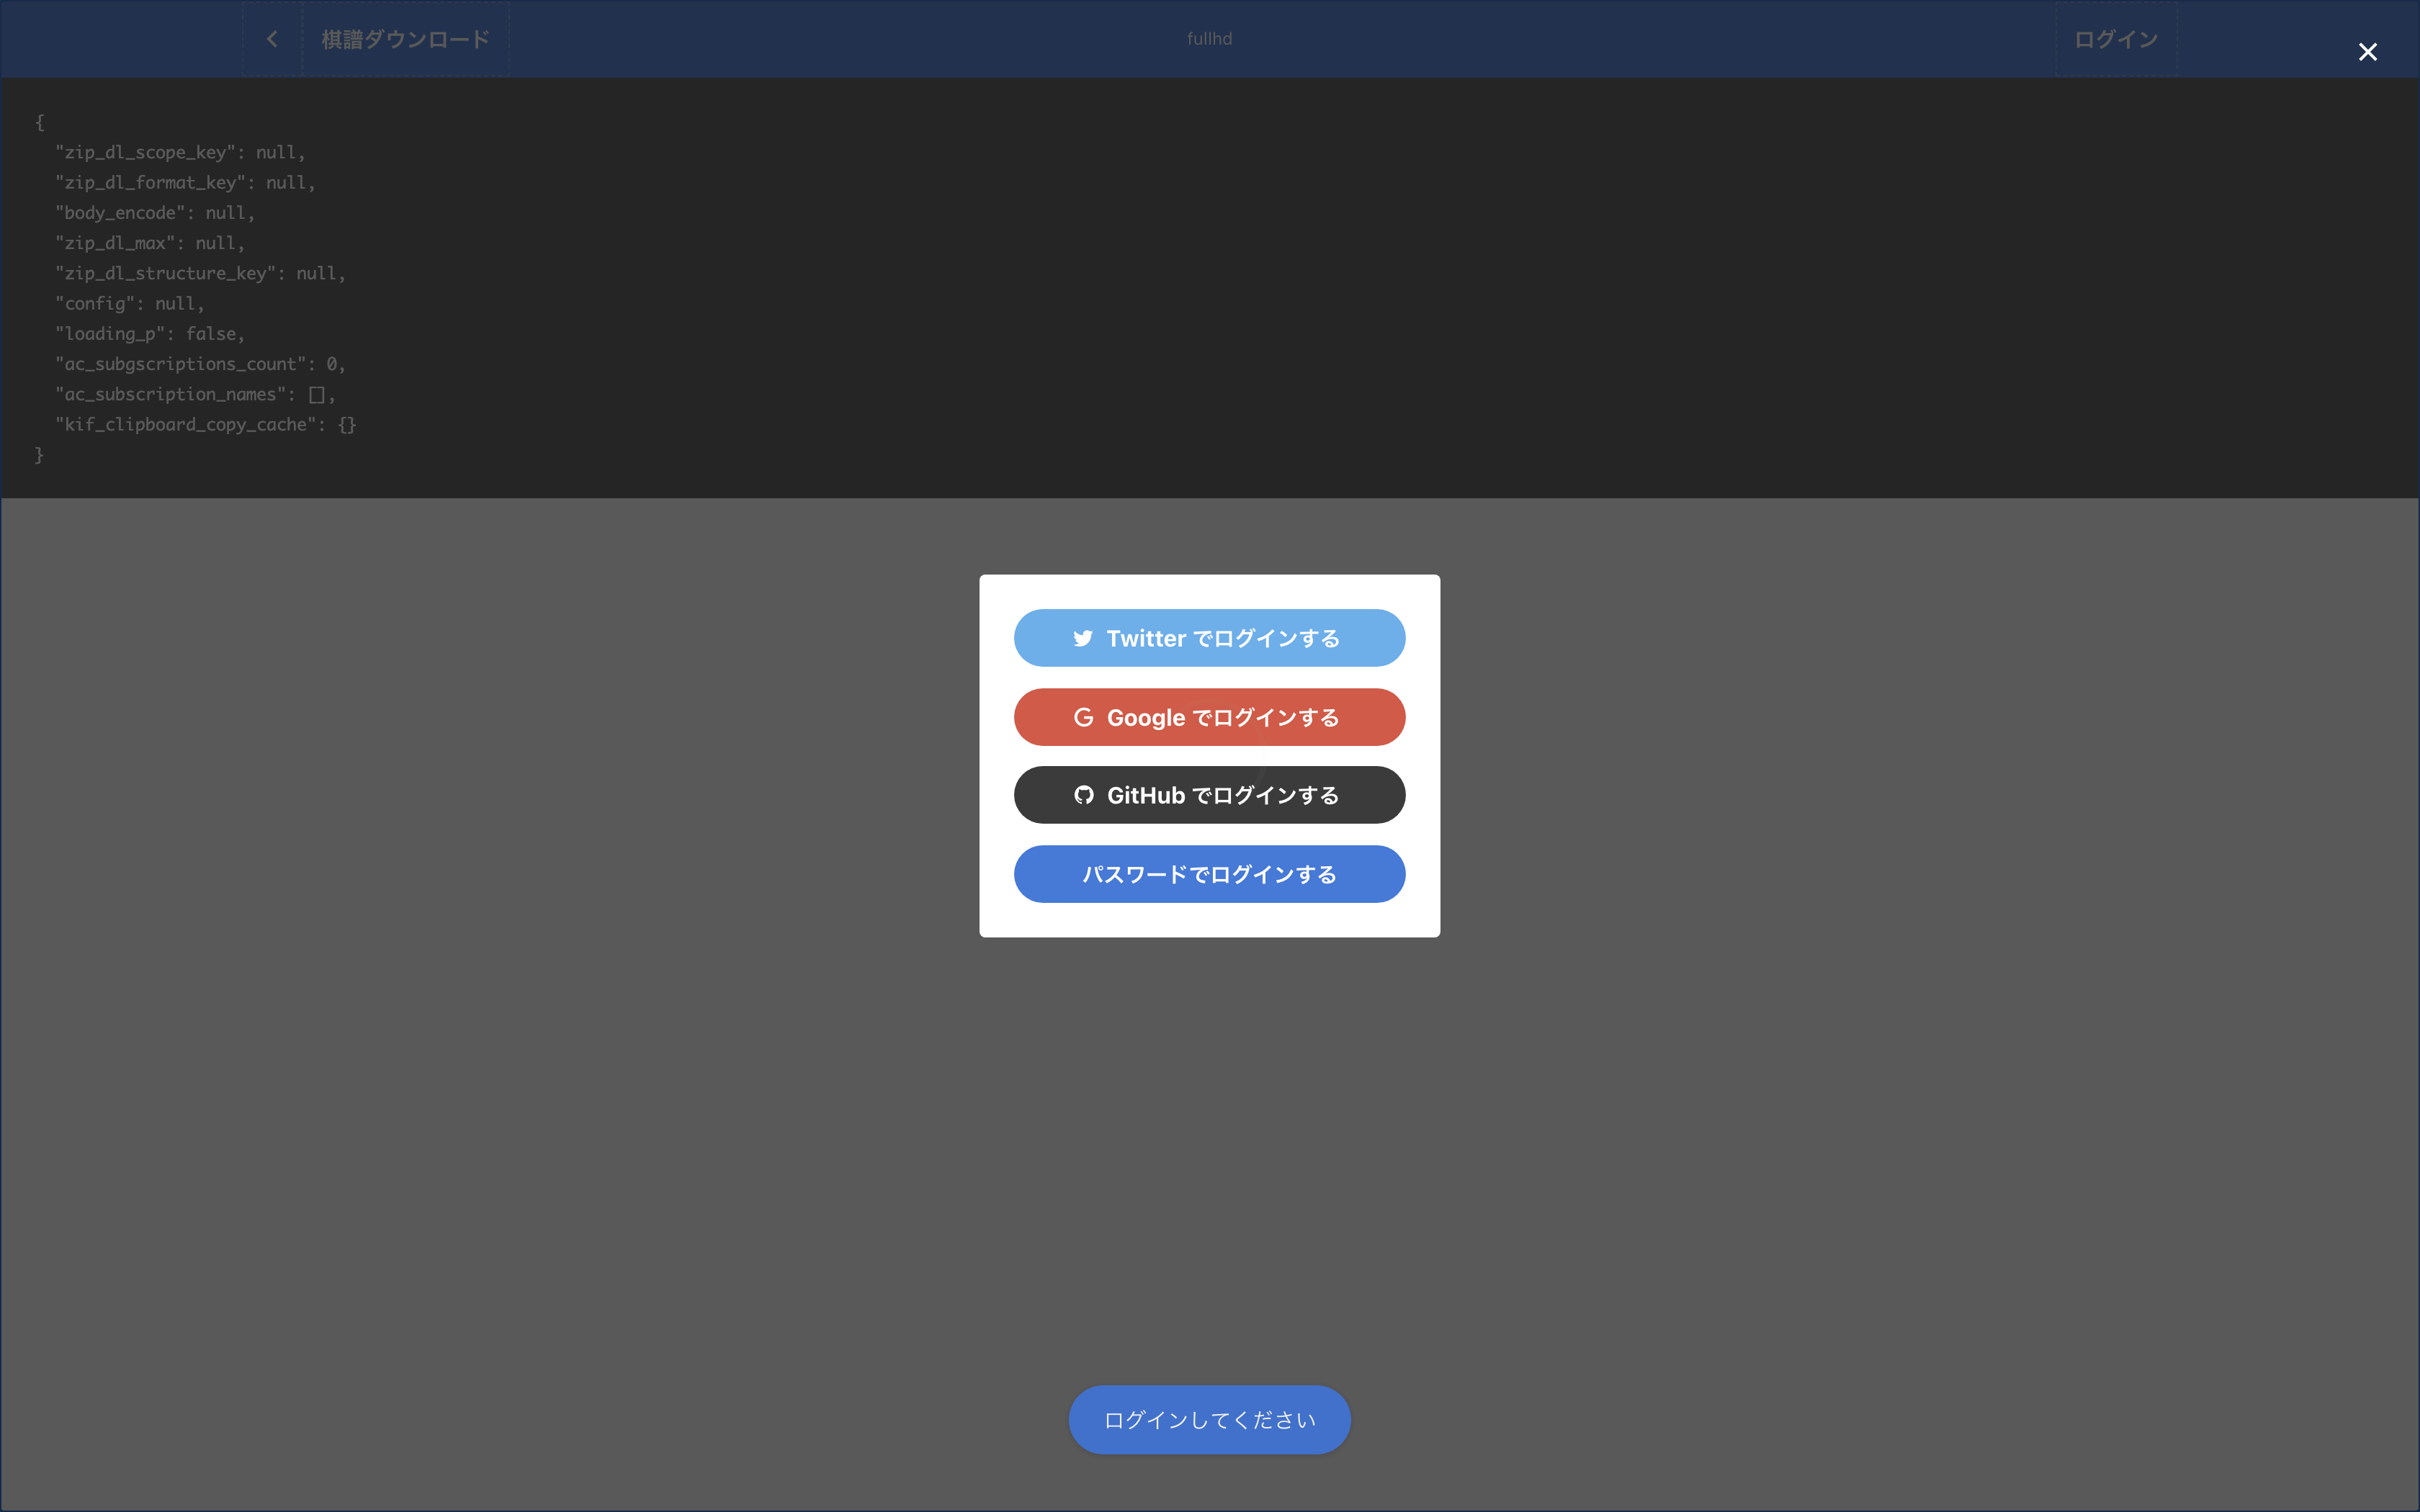 棋譜ダウンロード
fullhd
ログイン
{
"zip_dl_scope_key": null,
"zip_dl_format_key": null,
"body_encode": null,
"zip_dl_max": null,
"zip_dl_structure_key": null,
"config": null,
"loading_p": false,
"ac_subgscriptions_count": 0,
"ac_subscription_names": [],
"kif_clipboard_copy_cache": {}
}
Twitter でログインする
Google でログインする
GitHub でログインする
パスワードでログインする
ログインしてください